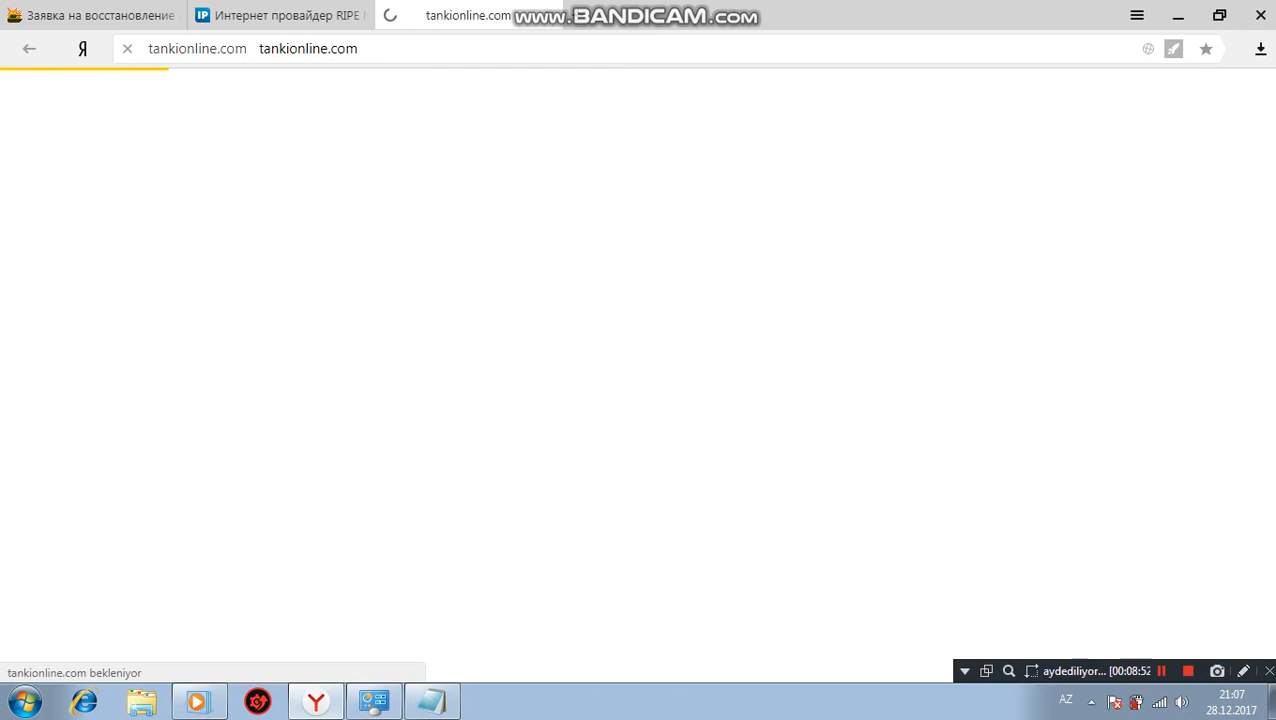 Заявка на восстановление
IP Интернет провайдер RIPE
tankionline.com
www.BANDICAM.com
Я tankionline.com tankionline.com
tankionline.com bekleniyor
aydediliyor... [00:08:52]
AZ
21:07
28.12.2017